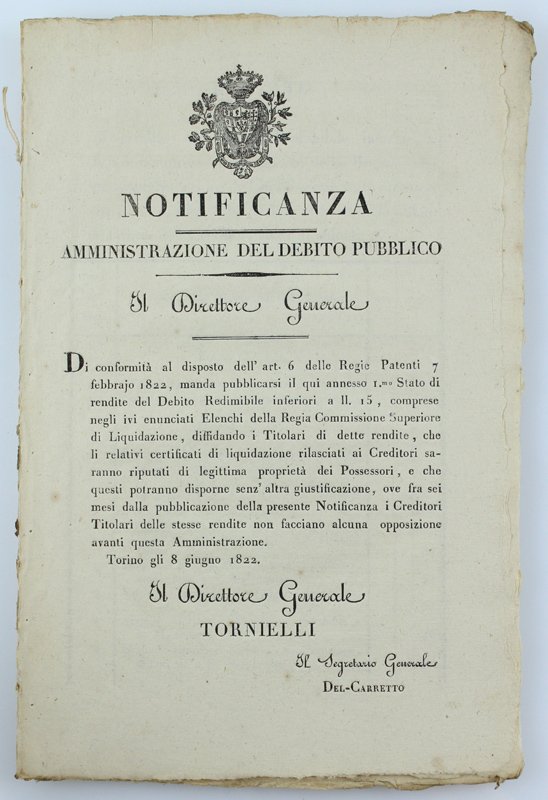 NOTIFICANZA
AMMINISTRAZIONE DEL DEBITO PUBBLICO
Il Direttore Generale
Di conformità al disposto dell' art. 6 delle Regie Patenti 7
febbrajo 1822, manda pubblicarsi il qui annesso 1.mo Stato di
rendite del Debito Redimibile inferiori a ll. 15, comprese
negli ivi enunciati Elenchi della Regia Commissione Superiore
di Liquidazione, diffidando i Titolari di dette rendite, che
li relativi certificati di liquidazione rilasciati ai Creditori sa-
ranno riputati di legittima proprietà dei Possessori, e che
questi potranno disporne senz' altra giustificazione, ove fra sei
mesi dalla pubblicazione della presente Notificanza i Creditori
Titolari delle stesse rendite non facciano alcuna opposizione
avanti questa Amministrazione.
Torino gli 8 giugno 1822.
Il Direttore Generale
TORNIELLI
Il Segretario Generale
DEL-CARRETTO